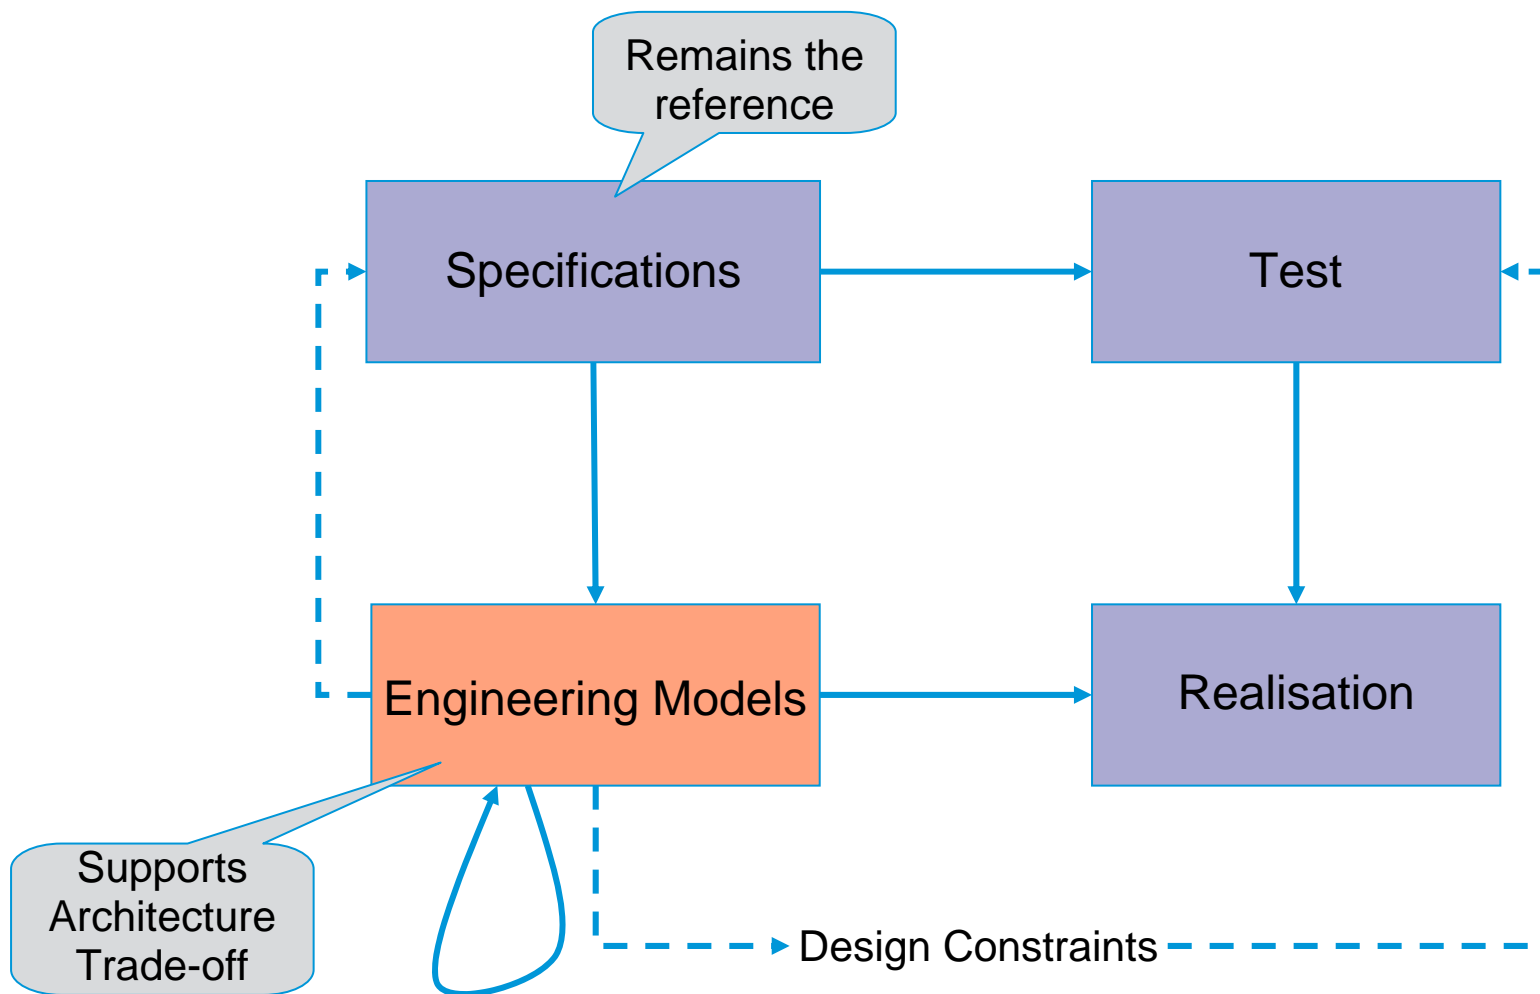 Remains the
reference
Specifications
Test
Engineering Models
Realisation
Supports
Architecture
Trade-off
Design Constraints